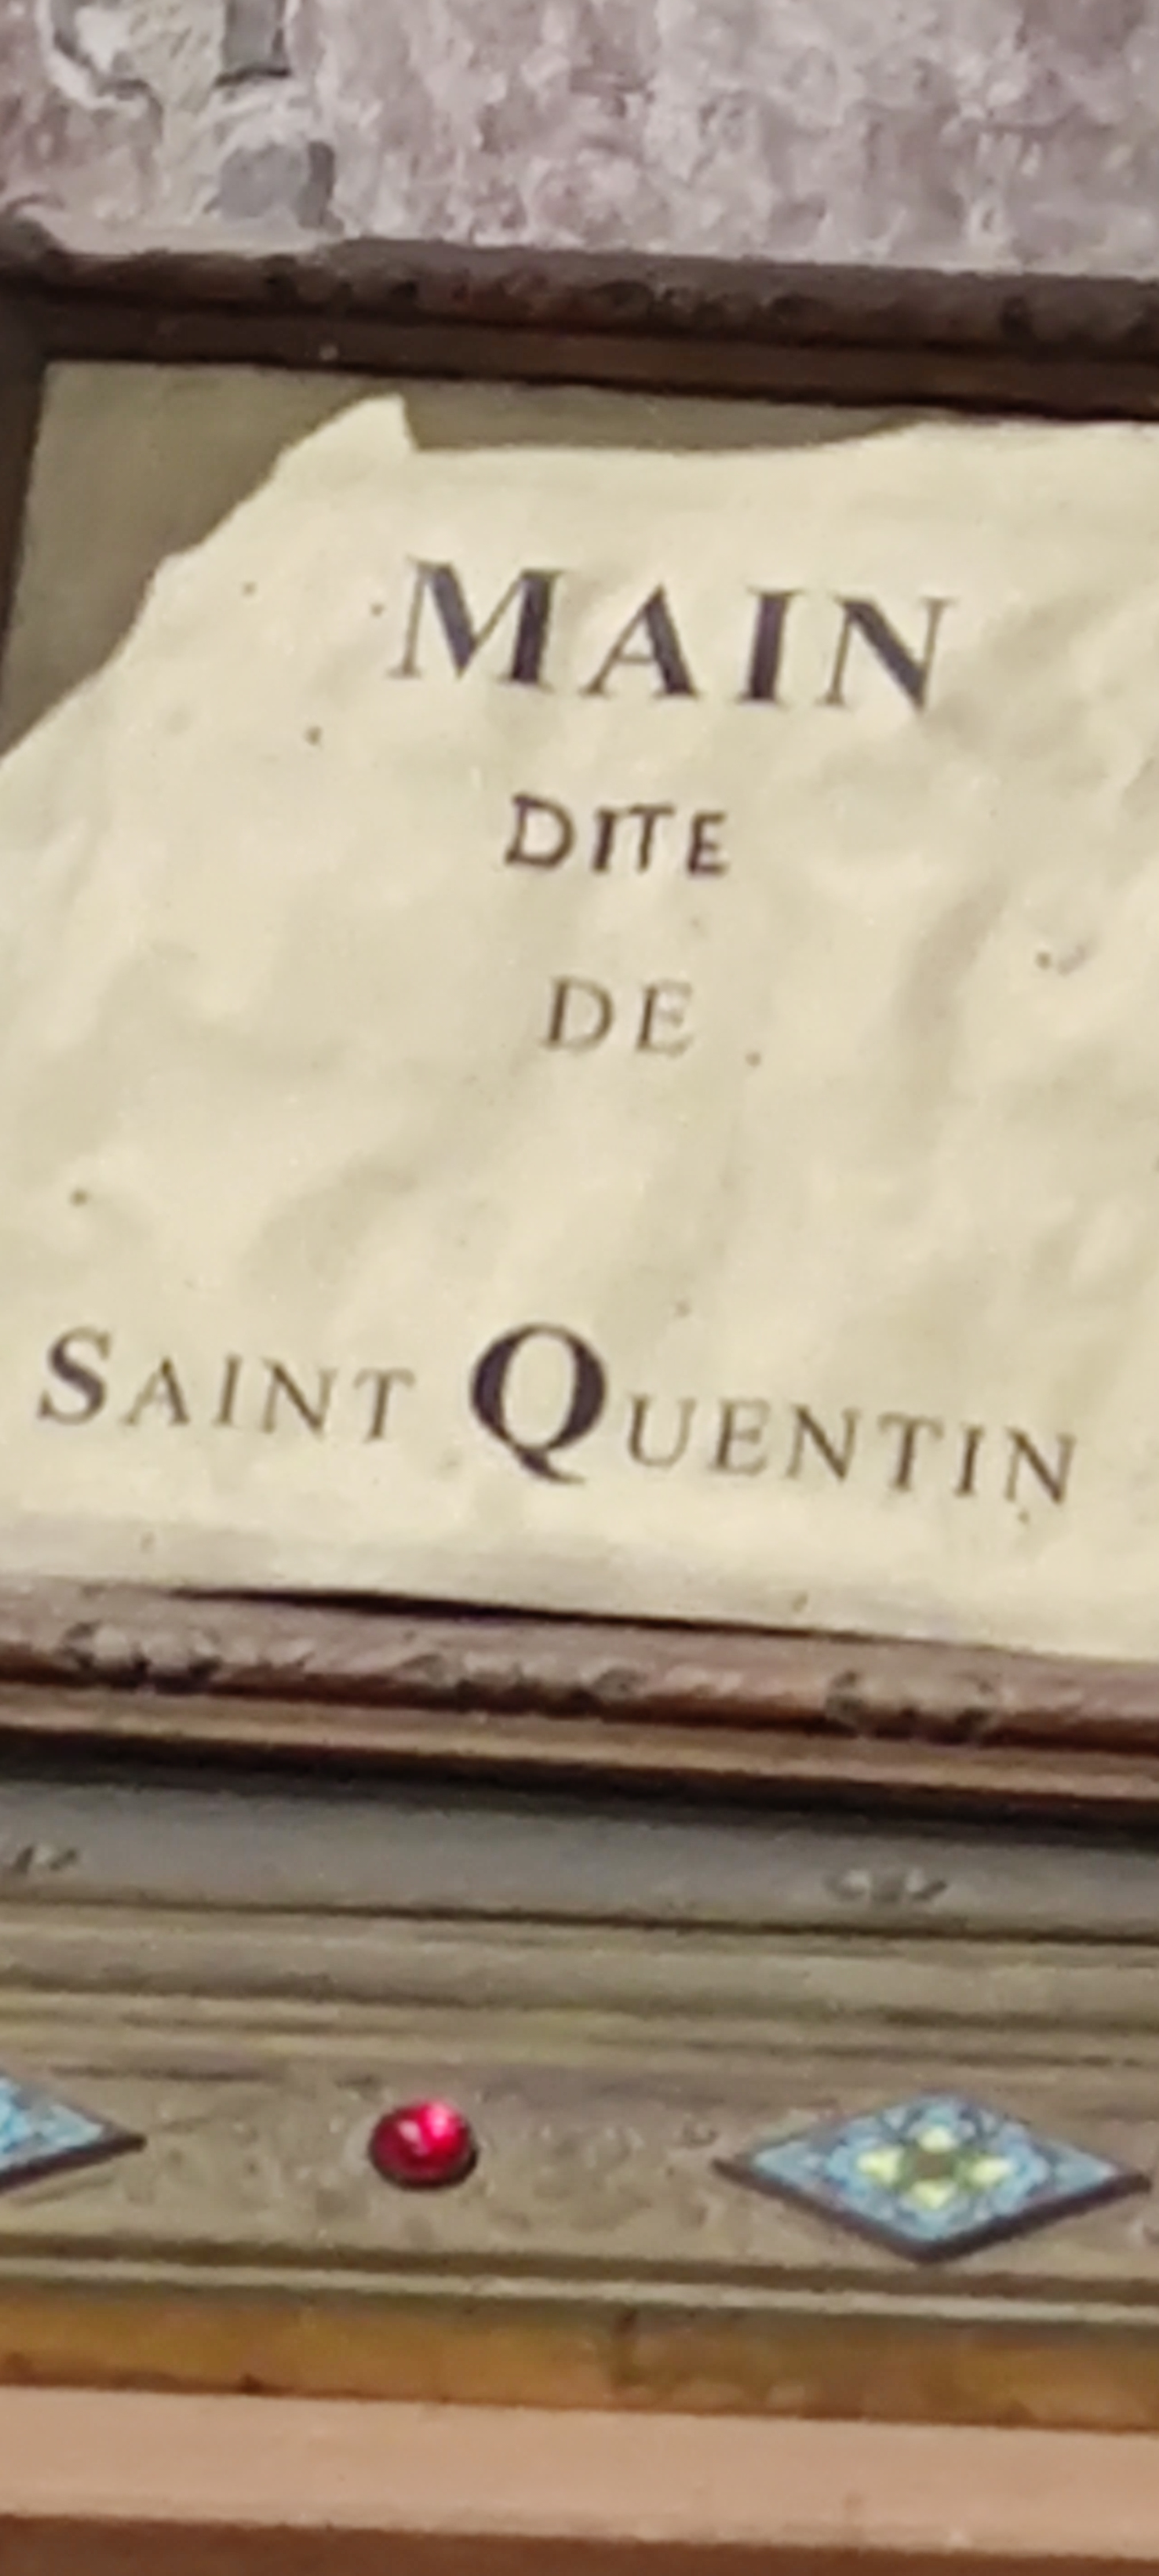 MAIN
DITE
DE
SAINT QUENTIN